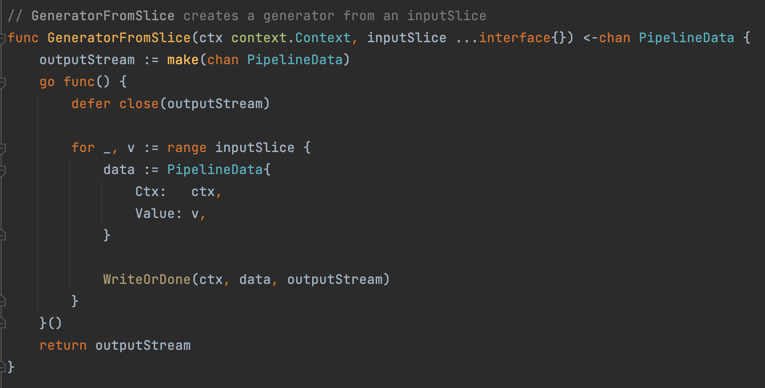 // GeneratorFromSlice creates a generator from an inputSlice
func GeneratorFromSlice(ctx context.Context, inputSlice ...interface{}) <-chan PipelineData {
    outputStream := make(chan PipelineData)
    go func() {
        defer close(outputStream)

        for _, v := range inputSlice {
            data := PipelineData{
                Ctx:   ctx,
                Value: v,
            }

            WriteOrDone(ctx, data, outputStream)
        }
    }()
    return outputStream
}